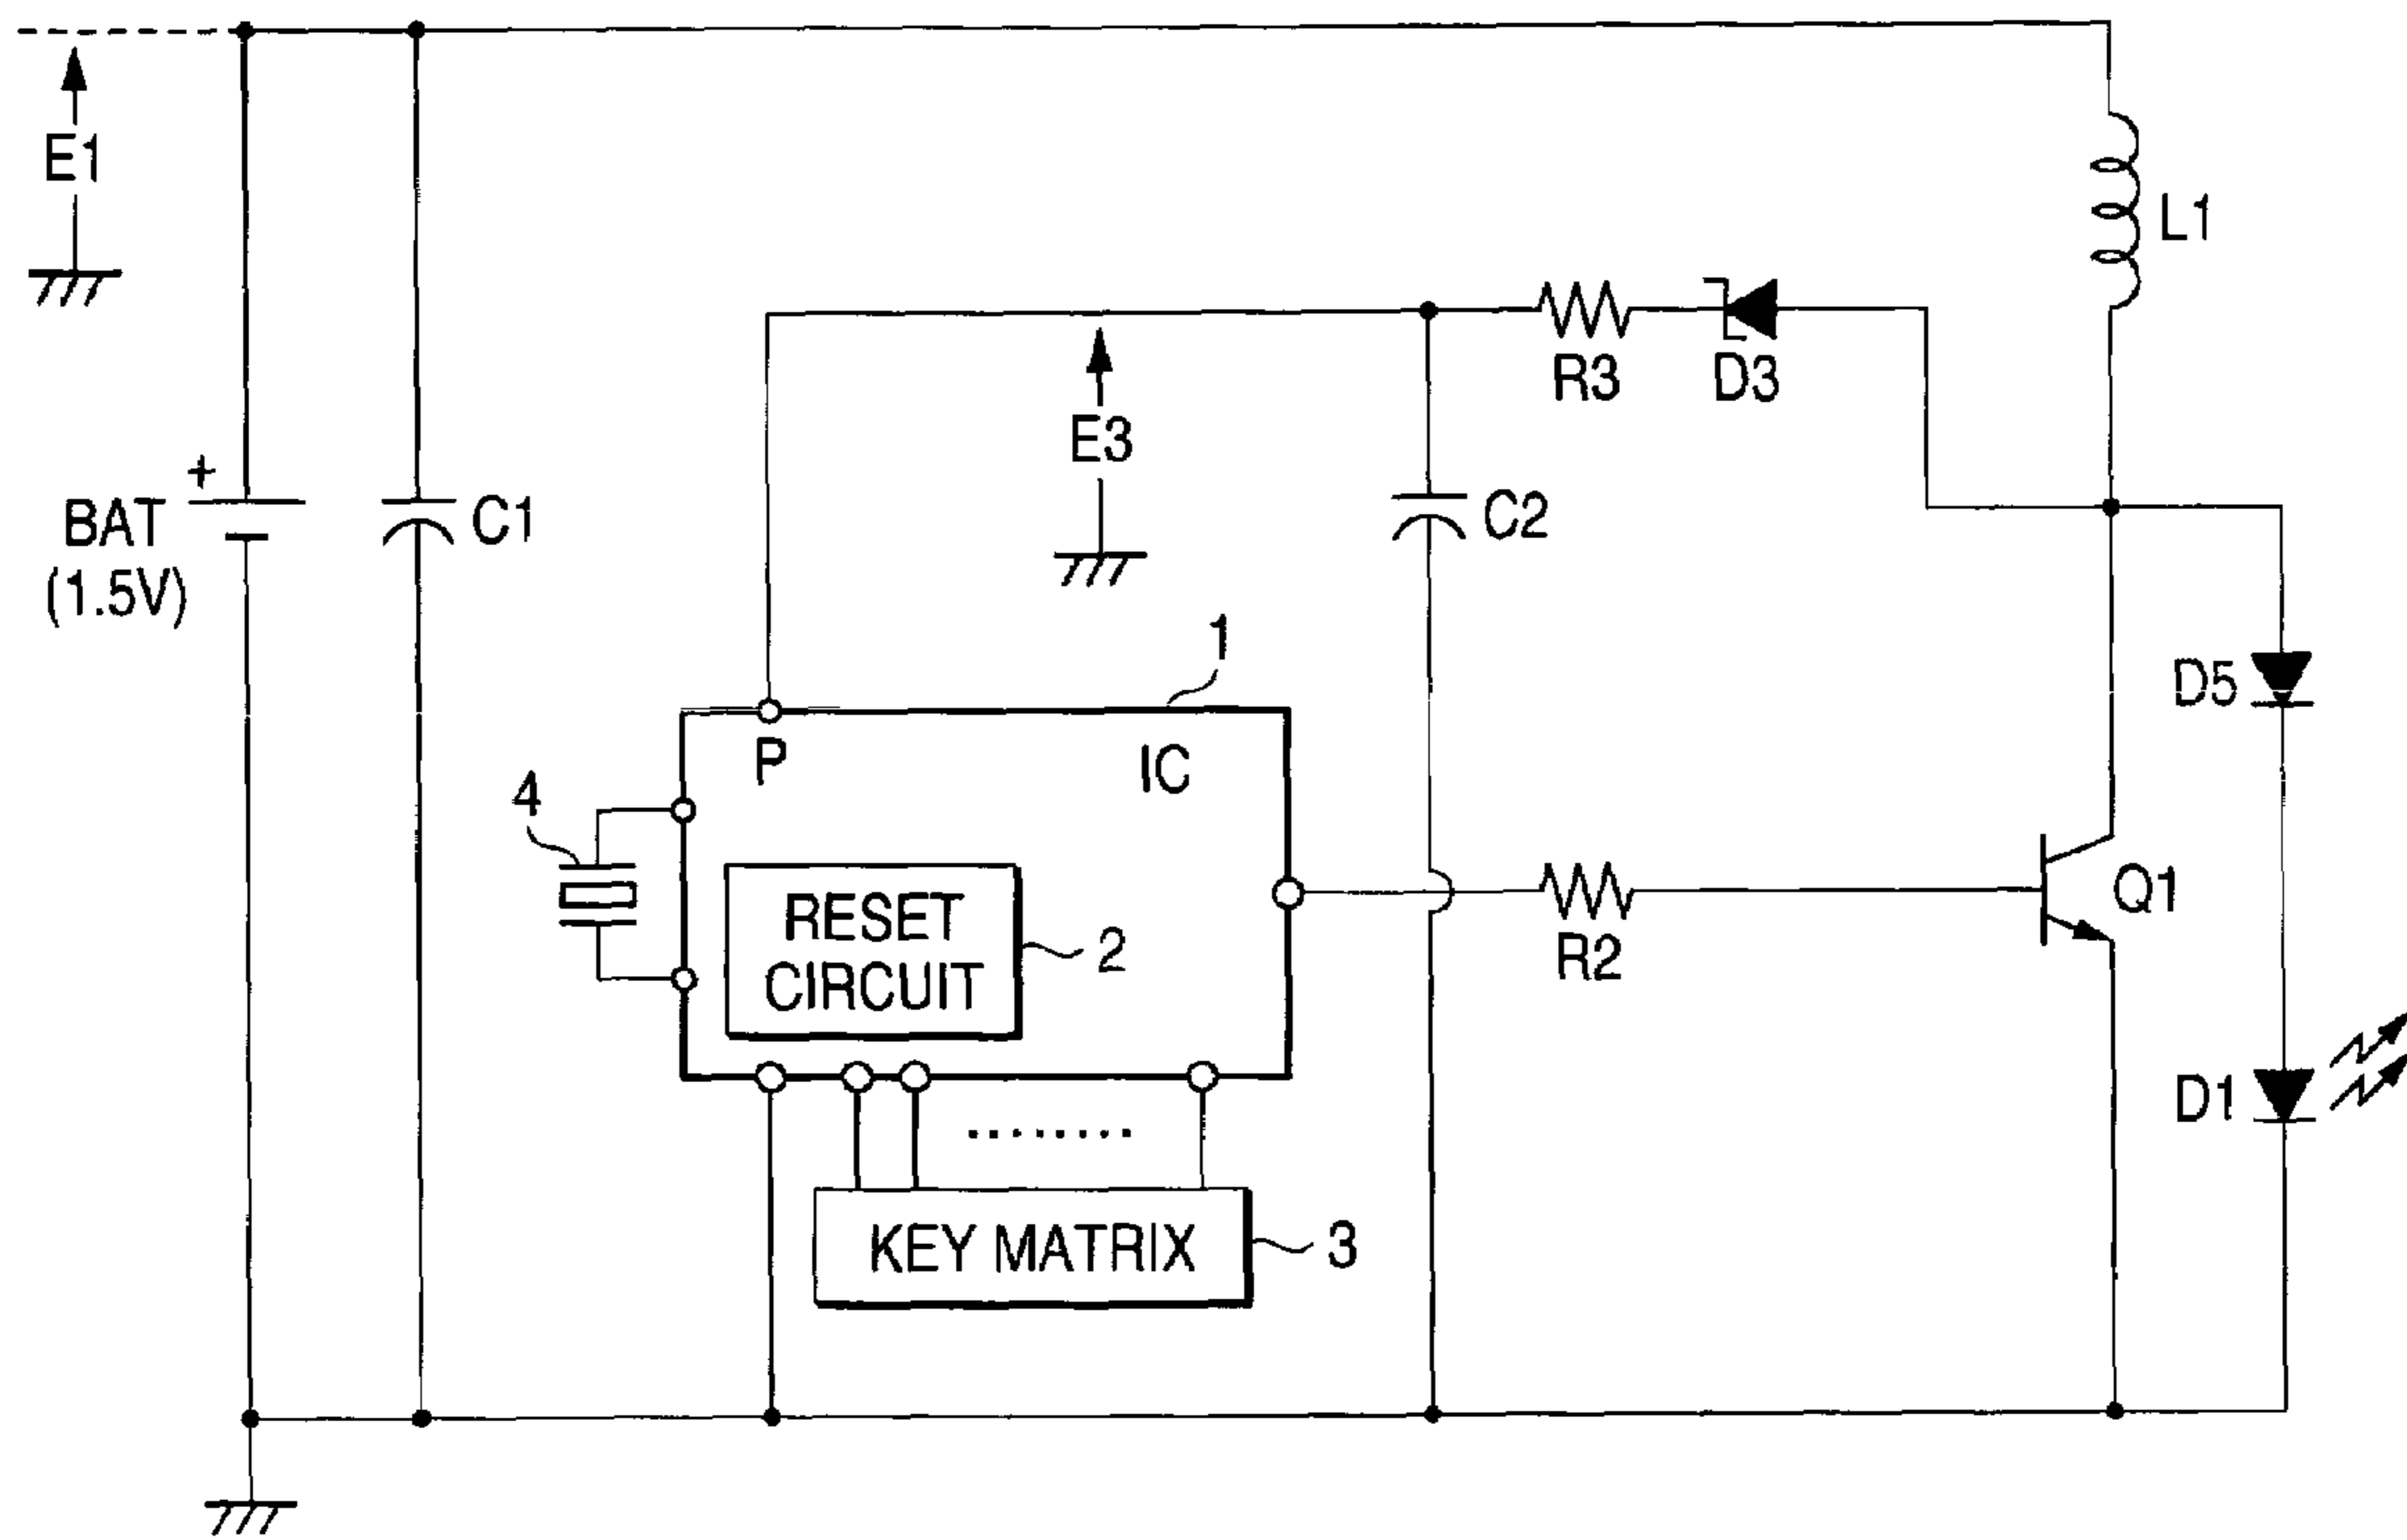 E1
L1
R3
D3
E3
+
BAT
(1.5V)
C1
C2
1
D5
P
IC
4
RESET
CIRCUIT
2
R2
Q1
D1
KEY MATRIX
3